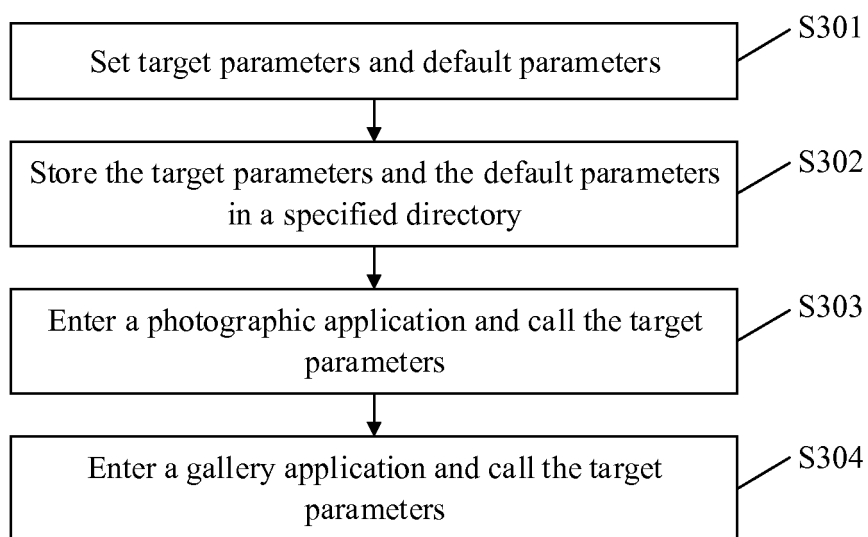 S301
Set target parameters and default parameters
S302
Store the target parameters and the default parameters
in a specified directory
S303
Enter a photographic application and call the target
parameters
S304
Enter a gallery application and call the target
parameters